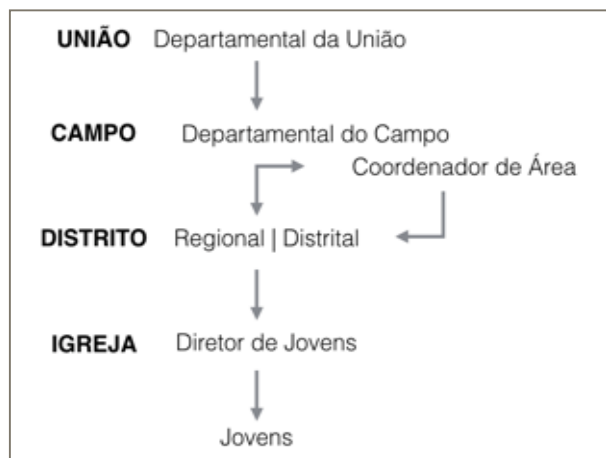 UNIÃO Departamental da União
CAMPO Departamental do Campo
Coordenador de Área
DISTRITO Regional | Distrital
IGREJA Diretor de Jovens
Jovens